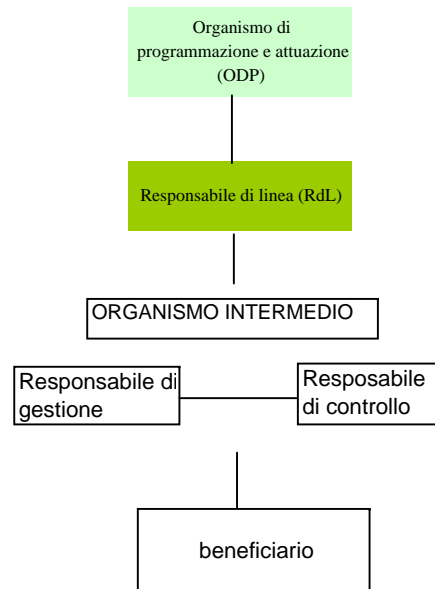 Organismo di
programmazione e attuazione
(ODP)
Responsabile di linea (RdL)
ORGANISMO INTERMEDIO
Responsabile di
gestione
Resposabile
di controllo
beneficiario